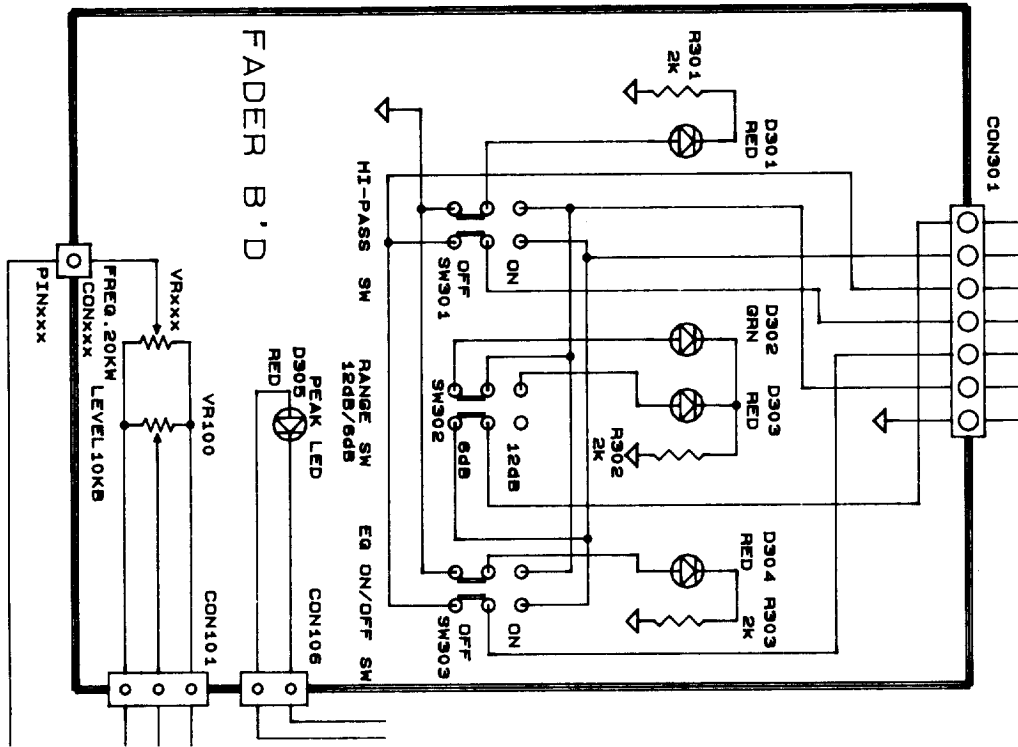 FADER B'D
R301
2K
D301
RED
CON301
HI-PASS SW
SW301
OFF
ON
D302
GRN
D303
RED
R302
2K
RANGE SW
12dB/6dB
SW302
6dB
12dB
D304
RED
R303
2K
EQ ON/OFF SW
SW303
OFF
ON
PEAK LED
D305
RED
CON106
VRxxx
FREQ.20KW
CONxxx
PINxxx
VR100
LEVEL10KB
CON101